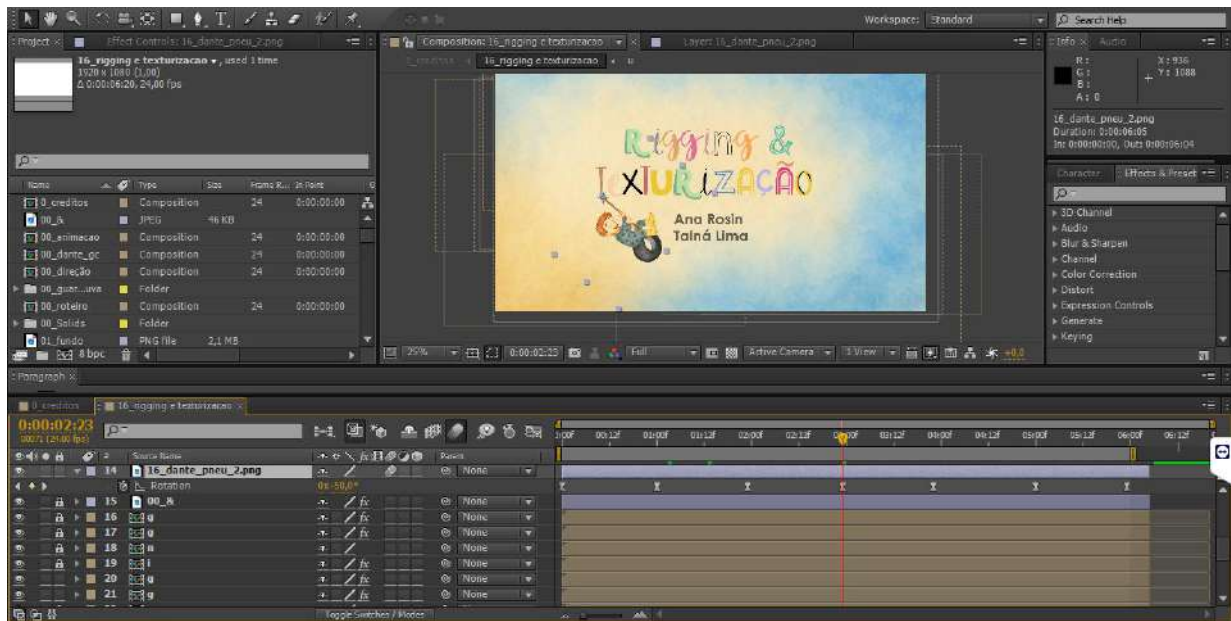 Workspace: Standard
Search Help
Project
Effect Controls: 16_dante_pneu_2.png
Composition: 16_rigging e texturizacao
Layer: 16_dante_pneu_2.png
Info
Audio
16_rigging e texturizacao, used 1 time
1920 x 1080 (1,00)
Δ 0:00:06:20, 24,00 fps
0_creditos
16_rigging e texturizacao
R:
G:
B:
A: 0
X: 936
Y: 1088
16_dante_pneu_2.png
Duration: 0:00:06:05
In: 0:00:00:00, Out: 0:00:06:04
Rigging &
Texturização
Ana Rosin
Tainá Lima
Character
Effects & Preset
3D Channel
Audio
Blur & Sharpen
Channel
Color Correction
Distort
Expression Controls
Generate
Keying
Name Type Size Frame R... In Point
0_creditos Composition 24 0:00:00:00
00_& JPEG 46 KB
00_animacao Composition 24 0:00:00:00
00_dante_gc Composition 24 0:00:00:00
00_direção Composition 24 0:00:00:00
00_guar...uva Folder
00_roteiro Composition 24 0:00:00:00
00_Solids Folder
01_fundo PNG file 2,1 MB
8 bpc
25% 0:00:02:23 Full Active Camera 1 View +0,0
Paragraph
0_creditos
16_rigging e texturizacao
0:00:02:23
00071 (24.00 fps)
Source Name Parent
00:12f 01:00f 01:12f 02:00f 02:12f 03:12f 04:00f 04:12f 05:00f 05:12f 06:00f 06:12f
14 16_dante_pneu_2.png None
Rotation 0x-50,0°
15 00_& None
16 g None
17 g None
18 n None
19 i None
20 g None
21 g None
Toggle Switches / Modes